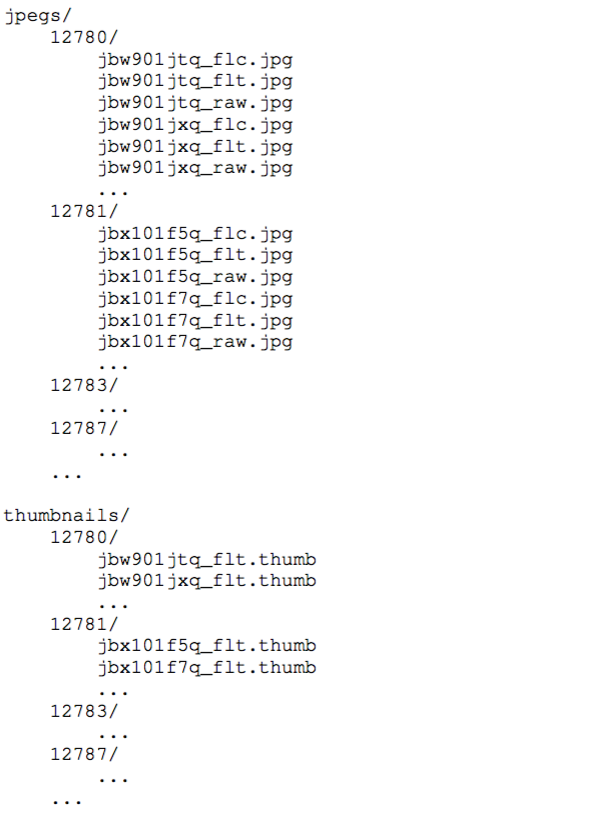 jpegs/
    12780/
        jbw901jtq_flc.jpg
        jbw901jtq_flt.jpg
        jbw901jtq_raw.jpg
        jbw901jxq_flc.jpg
        jbw901jxq_flt.jpg
        jbw901jxq_raw.jpg
        ...
    12781/
        jbx101f5q_flc.jpg
        jbx101f5q_flt.jpg
        jbx101f5q_raw.jpg
        jbx101f7q_flc.jpg
        jbx101f7q_flt.jpg
        jbx101f7q_raw.jpg
        ...
    12783/
        ...
    12787/
        ...
    ...
thumbnails/
    12780/
        jbw901jtq_flt.thumb
        jbw901jxq_flt.thumb
        ...
    12781/
        jbx101f5q_flt.thumb
        jbx101f7q_flt.thumb
        ...
    12783/
        ...
    12787/
        ...
    ...